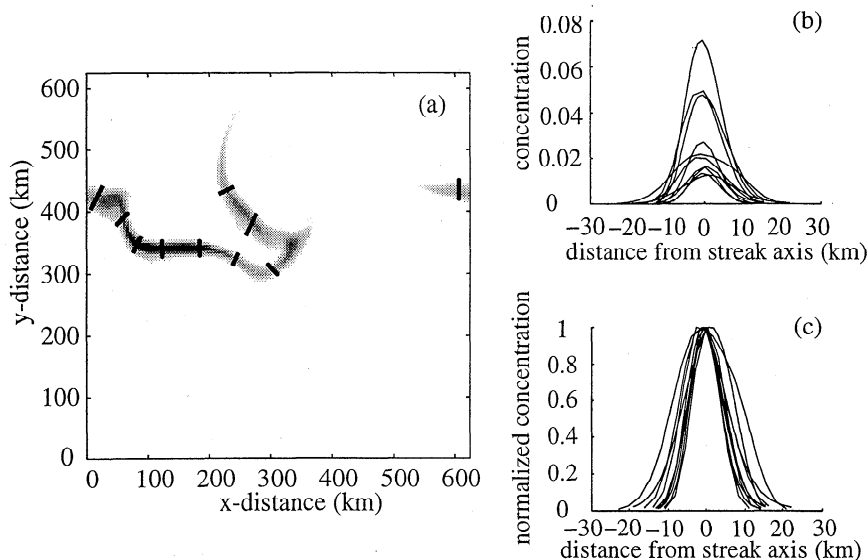 (a)
600
500
400
300
200
100
0
y-distance (km)
0 100 200 300 400 500 600
x-distance (km)
(b)
0.08
0.06
0.04
0.02
0
concentration
−30 −20 −10 0 10 20 30
distance from streak axis (km)
(c)
1
0.8
0.6
0.4
0.2
0
normalized concentration
−30 −20 −10 0 10 20 30
distance from streak axis (km)